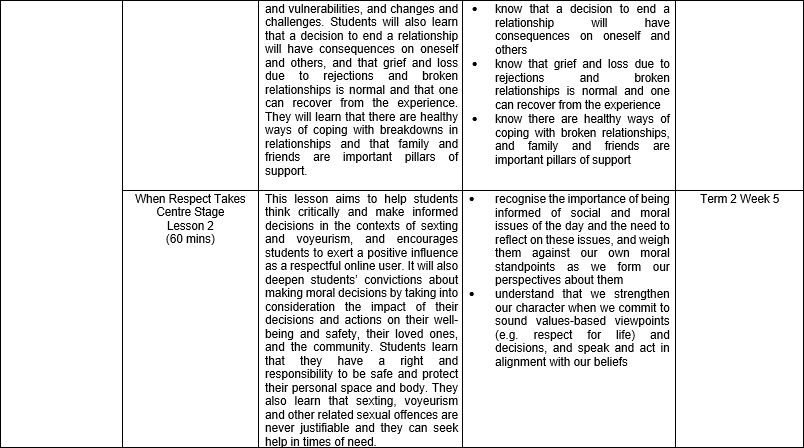 and vulnerabilities, and changes and
challenges. Students will also learn
that a decision to end a relationship
will have consequences on oneself
and others, and that grief and loss
due to rejections and broken
relationships is normal and that one
can recover from the experience.
They will learn that there are healthy
ways of coping with breakdowns in
relationships and that family and
friends are important pillars of
support.
• know that a decision to end a
relationship will have
consequences on oneself and
others
• know that grief and loss due to
rejections and broken
relationships is normal and one
can recover from the experience
• know there are healthy ways of
coping with broken relationships,
and family and friends are
important pillars of support
When Respect Takes
Centre Stage
Lesson 2
(60 mins)
This lesson aims to help students
think critically and make informed
decisions in the contexts of sexting
and voyeurism, and encourages
students to exert a positive influence
as a respectful online user. It will also
deepen students’ convictions about
making moral decisions by taking into
consideration the impact of their
decisions and actions on their well-
being and safety, their loved ones,
and the community. Students learn
that they have a right and
responsibility to be safe and protect
their personal space and body. They
also learn that sexting, voyeurism
and other related sexual offences are
never justifiable and they can seek
help in times of need.
• recognise the importance of being
informed of social and moral
issues of the day and the need to
reflect on these issues, and weigh
them against our own moral
standpoints as we form our
perspectives about them
• understand that we strengthen
our character when we commit to
sound values-based viewpoints
(e.g. respect for life) and
decisions, and speak and act in
alignment with our beliefs
Term 2 Week 5